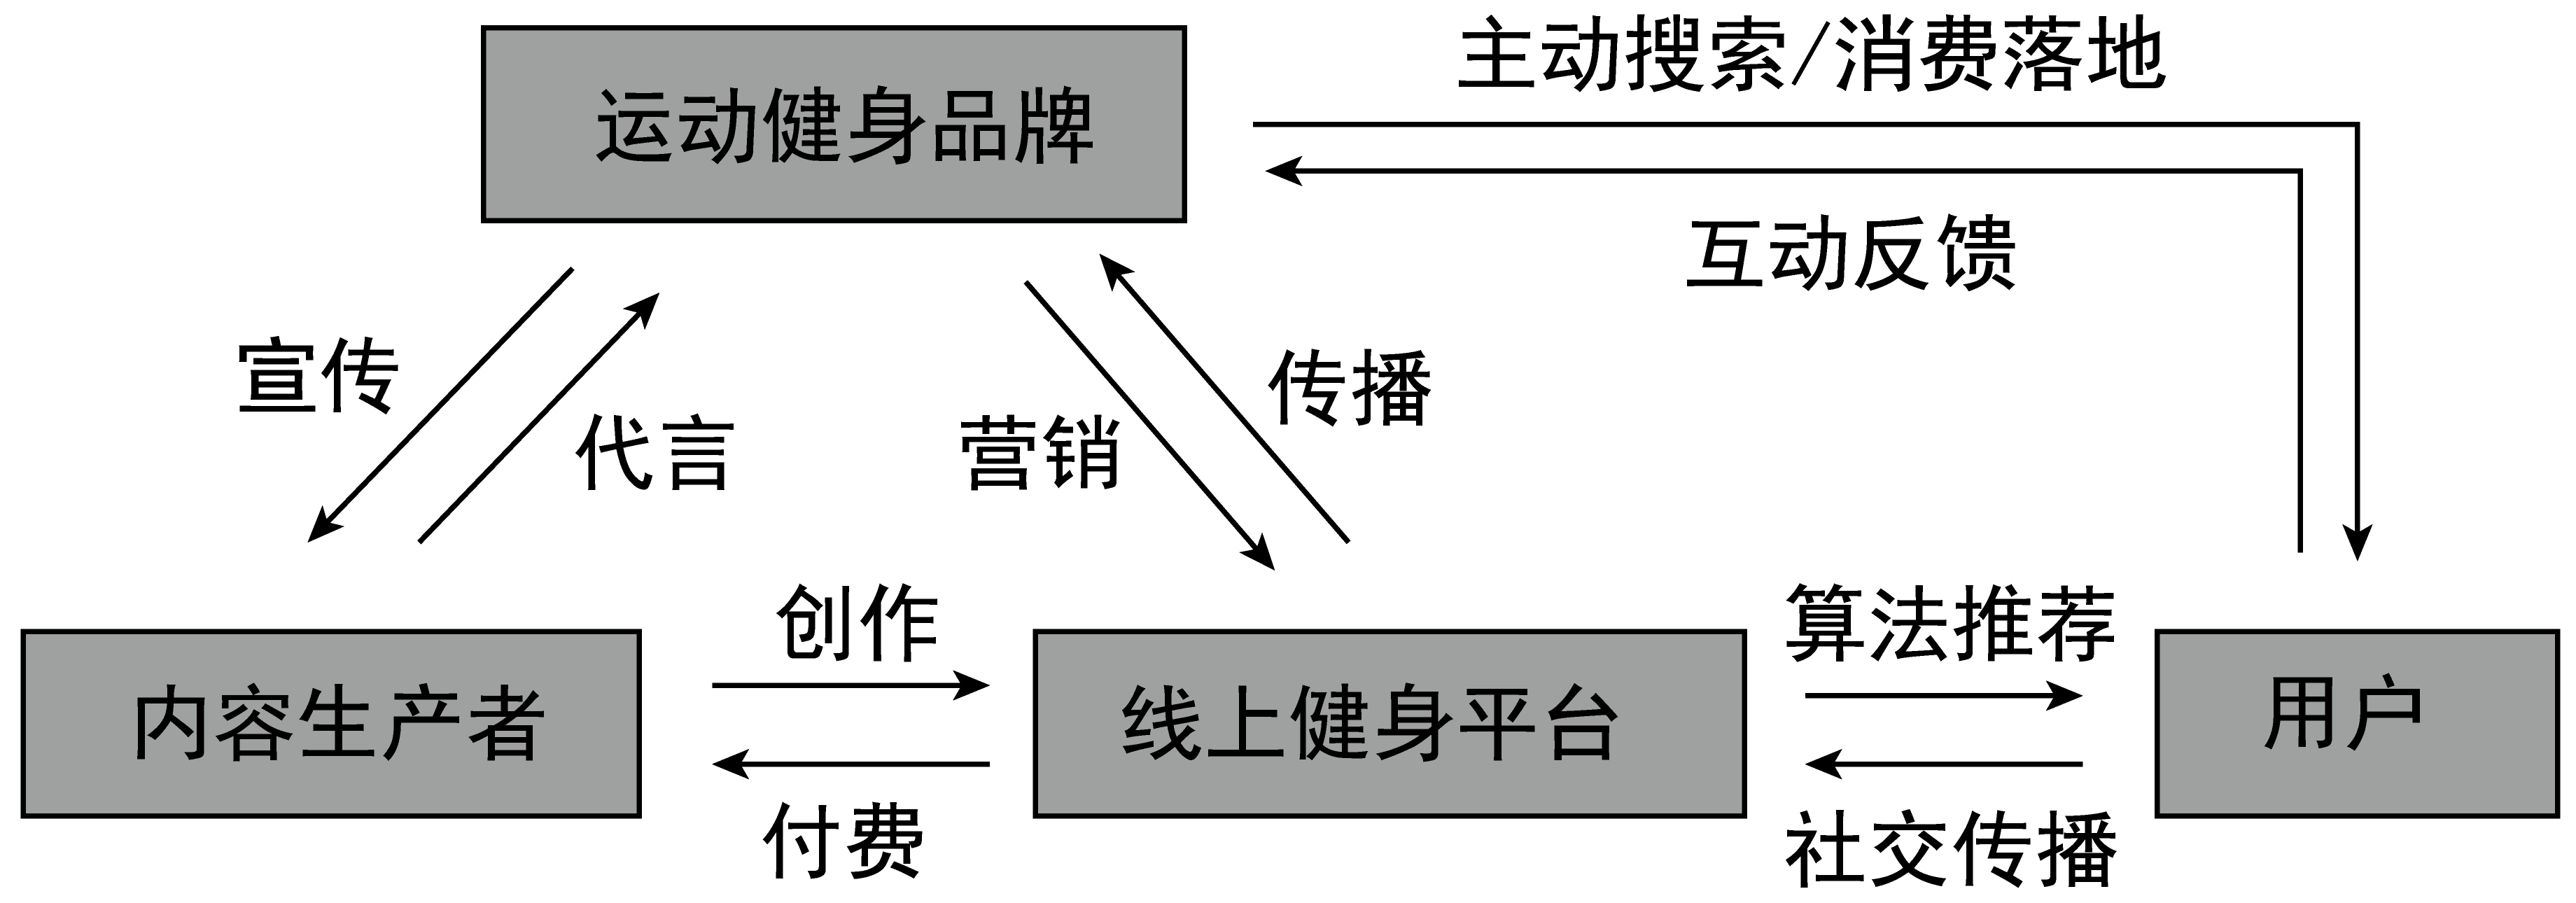 主动搜索/消费落地
运动健身品牌
互动反馈
宣传
传播
代言
营销
创作
算法推荐
内容生产者
线上健身平台
用户
付费
社交传播